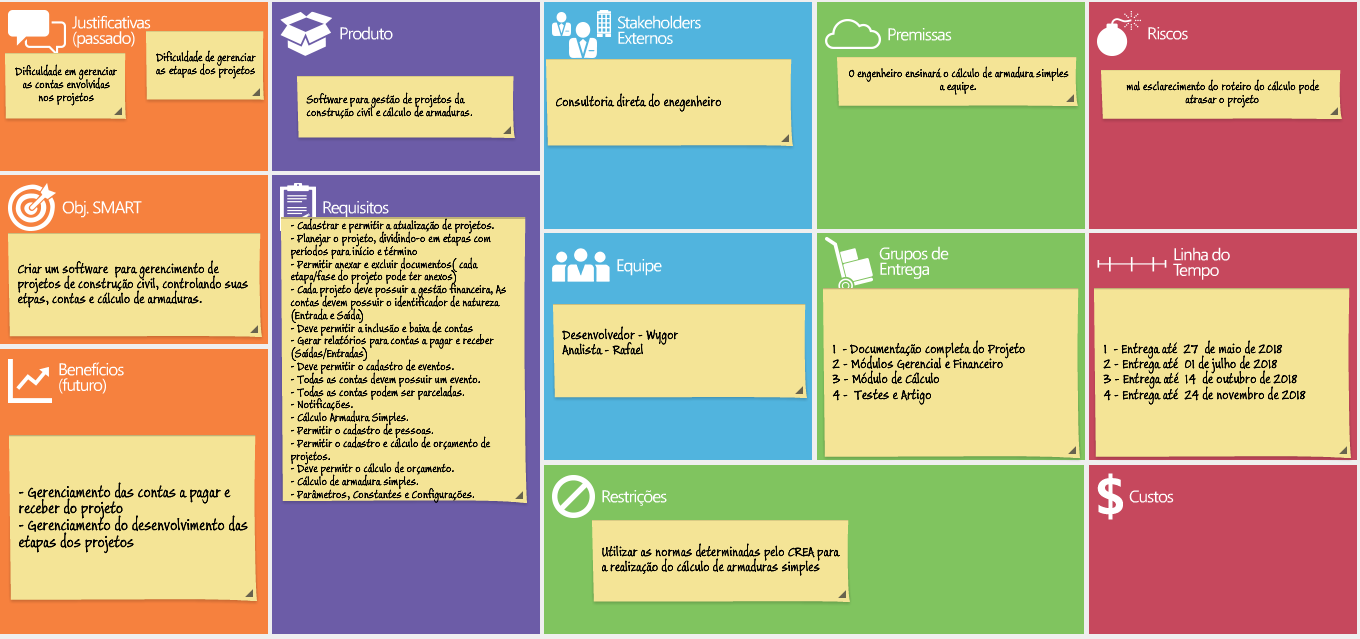 Justificativas
(passado)
Dificuldade em gerenciar
as contas envolvidas
nos projetos
Dificuldade de gerenciar
as etapas dos projetos
Obj. SMART
Criar um software para gerencimento de
projetos de construção civil, controlando suas
etpas, contas e cálculo de armaduras.
Benefícios
(futuro)
- Gerenciamento das contas a pagar e
receber do projeto
- Gerenciamento do desenvolvimento das
etapas dos projetos
Produto
Software para gestão de projetos da
construção civil e cálculo de armaduras.
Requisitos
- Cadastrar e permitir a atualização de projetos.
- Planejar o projeto, dividindo-o em etapas com
períodos para início e término
- Permitir anexar e excluir documentos( cada
etapa/fase do projeto pode ter anexos)
- Cada projeto deve possuir a gestão financeira, As
contas devem possuir o identificador de natureza
(Entrada e Saída)
- Deve permitir a inclusão e baixa de contas
- Gerar relatórios para contas a pagar e receber
(Saídas/Entradas)
- Deve permitir o cadastro de eventos.
- Todas as contas devem possuir um evento.
- Todas as contas podem ser parceladas.
- Notificações.
- Cálculo Armadura Simples.
- Permitir o cadastro de pessoas.
- Permitir o cadastro e cálculo de orçamento de
projetos.
- Deve permitr o cálculo de orçamento.
- Cálculo de armadura simples.
- Parâmetros, Constantes e Configurações.
Stakeholders
Externos
Consultoria direta do enegenheiro
Equipe
Desenvolvedor - Wygor
Analista - Rafael
Premissas
O engenheiro ensinará o cálculo de armadura simples
a equipe.
Grupos de
Entrega
1 - Documentação completa do Projeto
2 - Módulos Gerencial e Financeiro
3 - Módulo de Cálculo
4 - Testes e Artigo
Restrições
Utilizar as normas determinadas pelo CREA para
a realização do cálculo de armaduras simples
Riscos
mal esclarecimento do roteiro do cálculo pode
atrasar o projeto
Linha do
Tempo
1 - Entrega até 27 de maio de 2018
2 - Entrega até 01 de julho de 2018
3 - Entrega até 14 de outubro de 2018
4 - Entrega até 24 de novembro de 2018
$ Custos